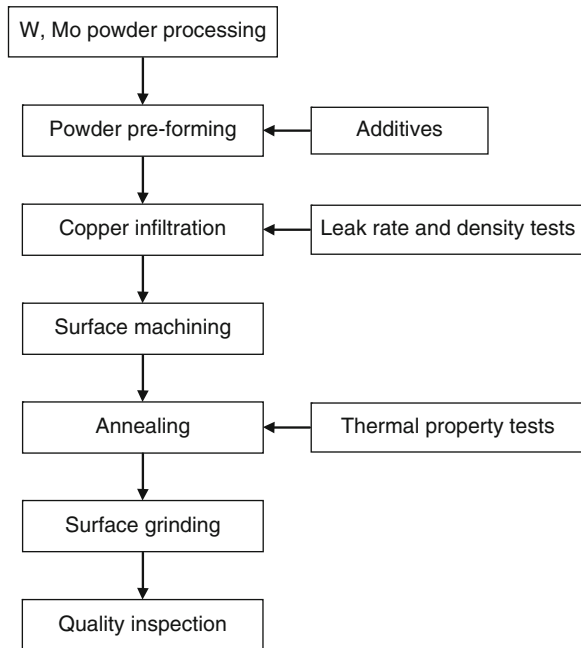 W, Mo powder processing
Powder pre-forming
Additives
Copper infiltration
Leak rate and density tests
Surface machining
Annealing
Thermal property tests
Surface grinding
Quality inspection